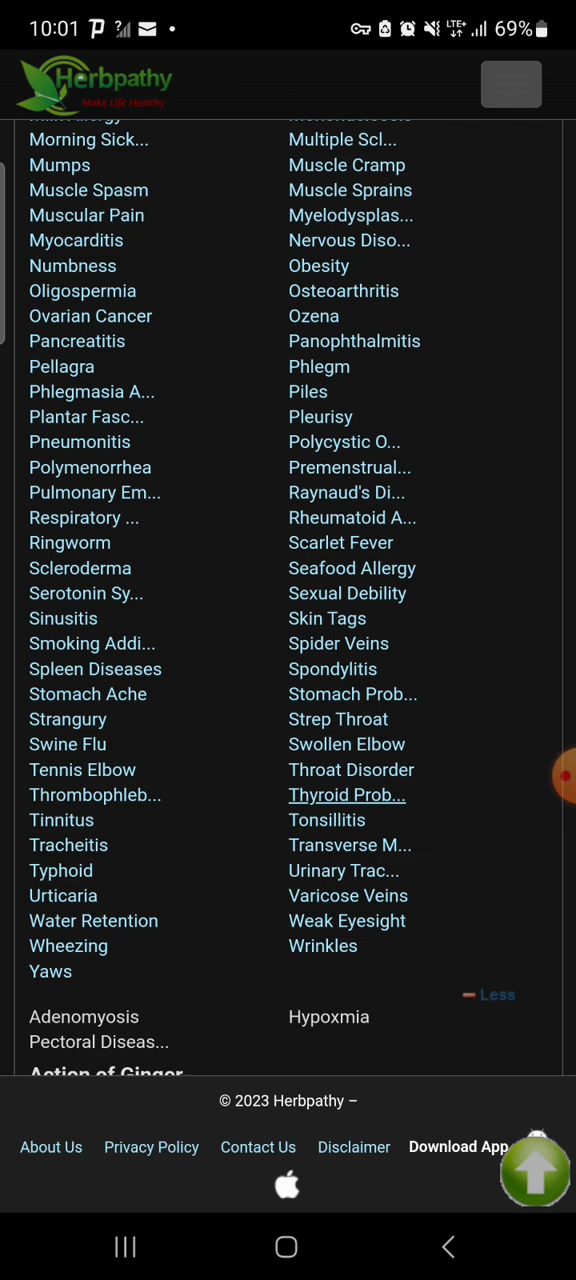 10:01
LTE+
69%
Herbpathy
Make Life Healthy
Morning Sick... Multiple Scl...
Mumps Muscle Cramp
Muscle Spasm Muscle Sprains
Muscular Pain Myelodysplas...
Myocarditis Nervous Diso...
Numbness Obesity
Oligospermia Osteoarthritis
Ovarian Cancer Ozena
Pancreatitis Panophthalmitis
Pellagra Phlegm
Phlegmasia A... Piles
Plantar Fasc... Pleurisy
Pneumonitis Polycystic O...
Polymenorrhea Premenstrual...
Pulmonary Em... Raynaud's Di...
Respiratory ... Rheumatoid A...
Ringworm Scarlet Fever
Scleroderma Seafood Allergy
Serotonin Sy... Sexual Debility
Sinusitis Skin Tags
Smoking Addi... Spider Veins
Spleen Diseases Spondylitis
Stomach Ache Stomach Prob...
Strangury Strep Throat
Swine Flu Swollen Elbow
Tennis Elbow Throat Disorder
Thrombophleb... Thyroid Prob...
Tinnitus Tonsillitis
Tracheitis Transverse M...
Typhoid Urinary Trac...
Urticaria Varicose Veins
Water Retention Weak Eyesight
Wheezing Wrinkles
Yaws
Less
Adenomyosis Hypoxmia
Pectoral Diseas...
Action of Ginger
© 2023 Herbpathy –
About Us Privacy Policy Contact Us Disclaimer Download App